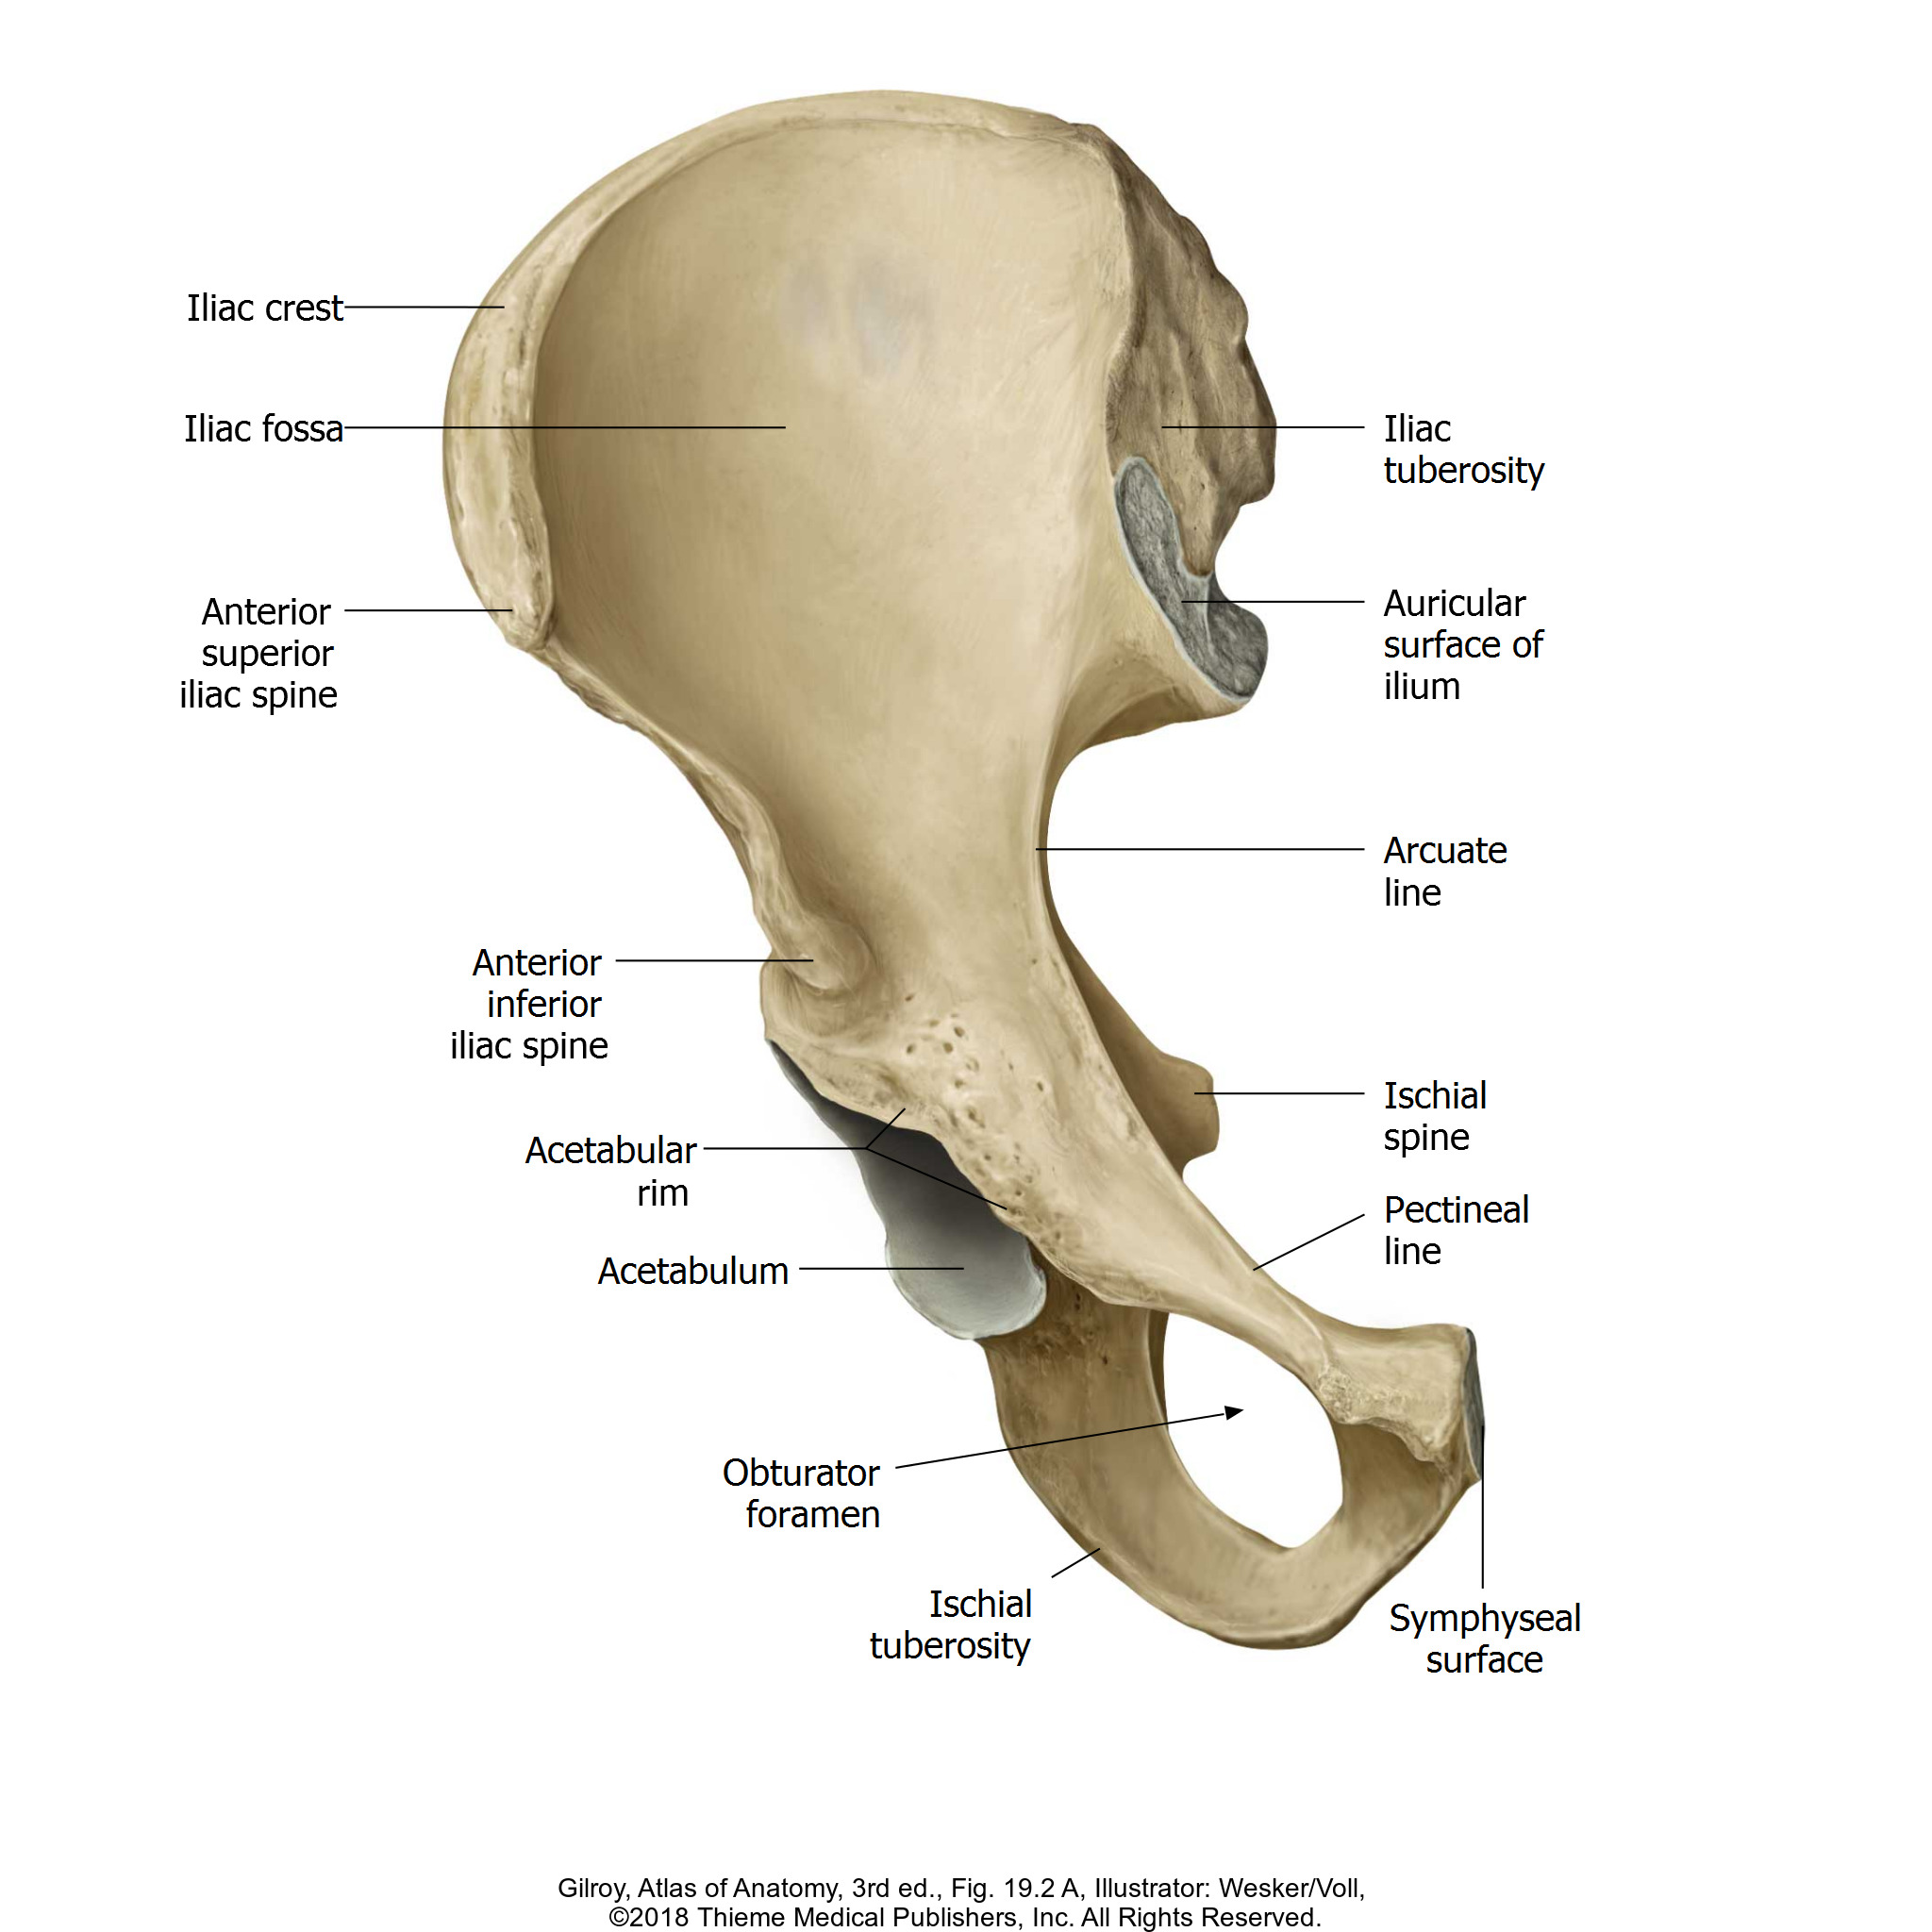 Iliac crest
Iliac fossa
Anterior
superior
iliac spine
Anterior
inferior
iliac spine
Acetabular
rim
Acetabulum
Obturator
foramen
Ischial
tuberosity
Iliac
tuberosity
Auricular
surface of
ilium
Arcuate
line
Ischial
spine
Pectineal
line
Symphyseal
surface
Gilroy, Atlas of Anatomy, 3rd ed., Fig. 19.2 A, Illustrator: Wesker/Voll,
©2018 Thieme Medical Publishers, Inc. All Rights Reserved.